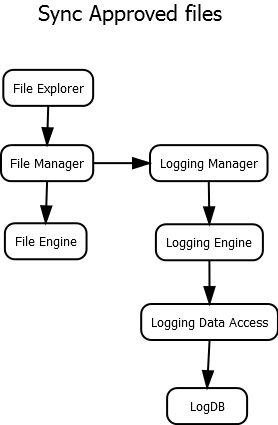 Sync Approved files
File Explorer
File Manager
Logging Manager
File Engine
Logging Engine
Logging Data Access
LogDB